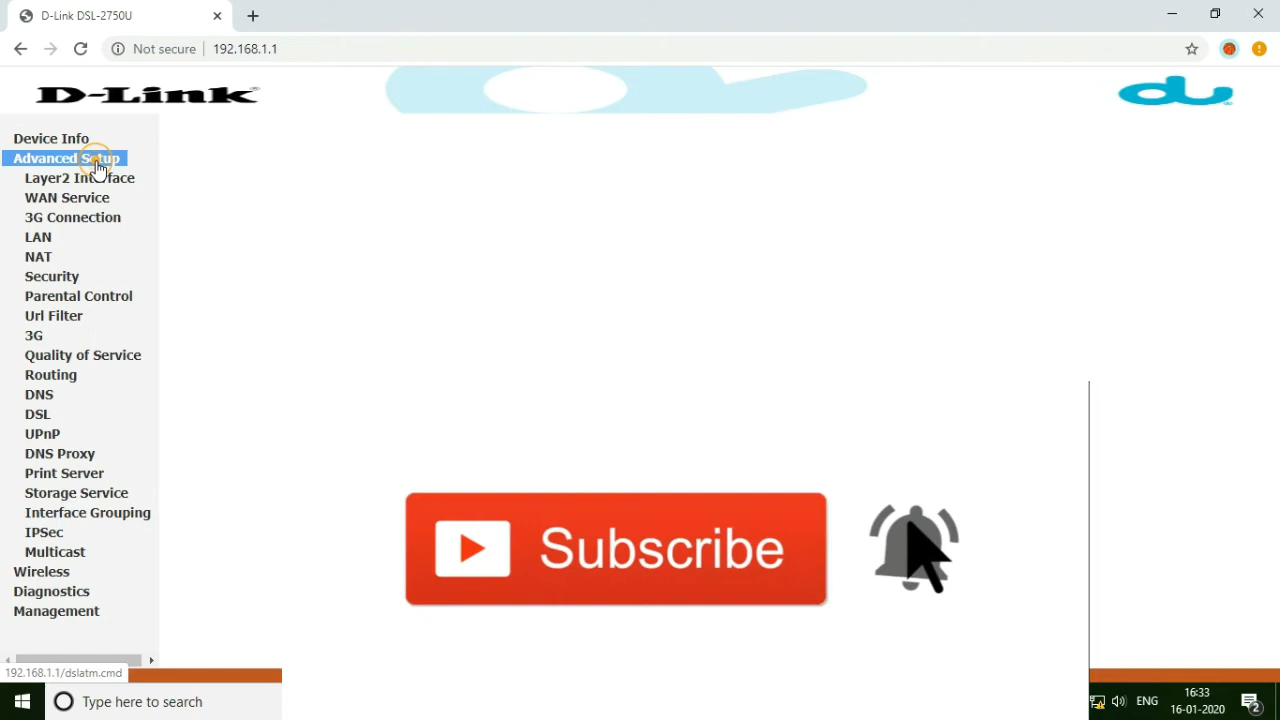 D-Link DSL-2750U
Not secure
192.168.1.1
D-Link
du
Device Info
Advanced Setup
Layer2 Interface
WAN Service
3G Connection
LAN
NAT
Security
Parental Control
Url Filter
3G
Quality of Service
Routing
DNS
DSL
UPnP
DNS Proxy
Print Server
Storage Service
Interface Grouping
IPSec
Multicast
Wireless
Diagnostics
Management
Subscribe
192.168.1.1/dslatm.cmd
Type here to search
ENG
16:33
16-01-2020
2